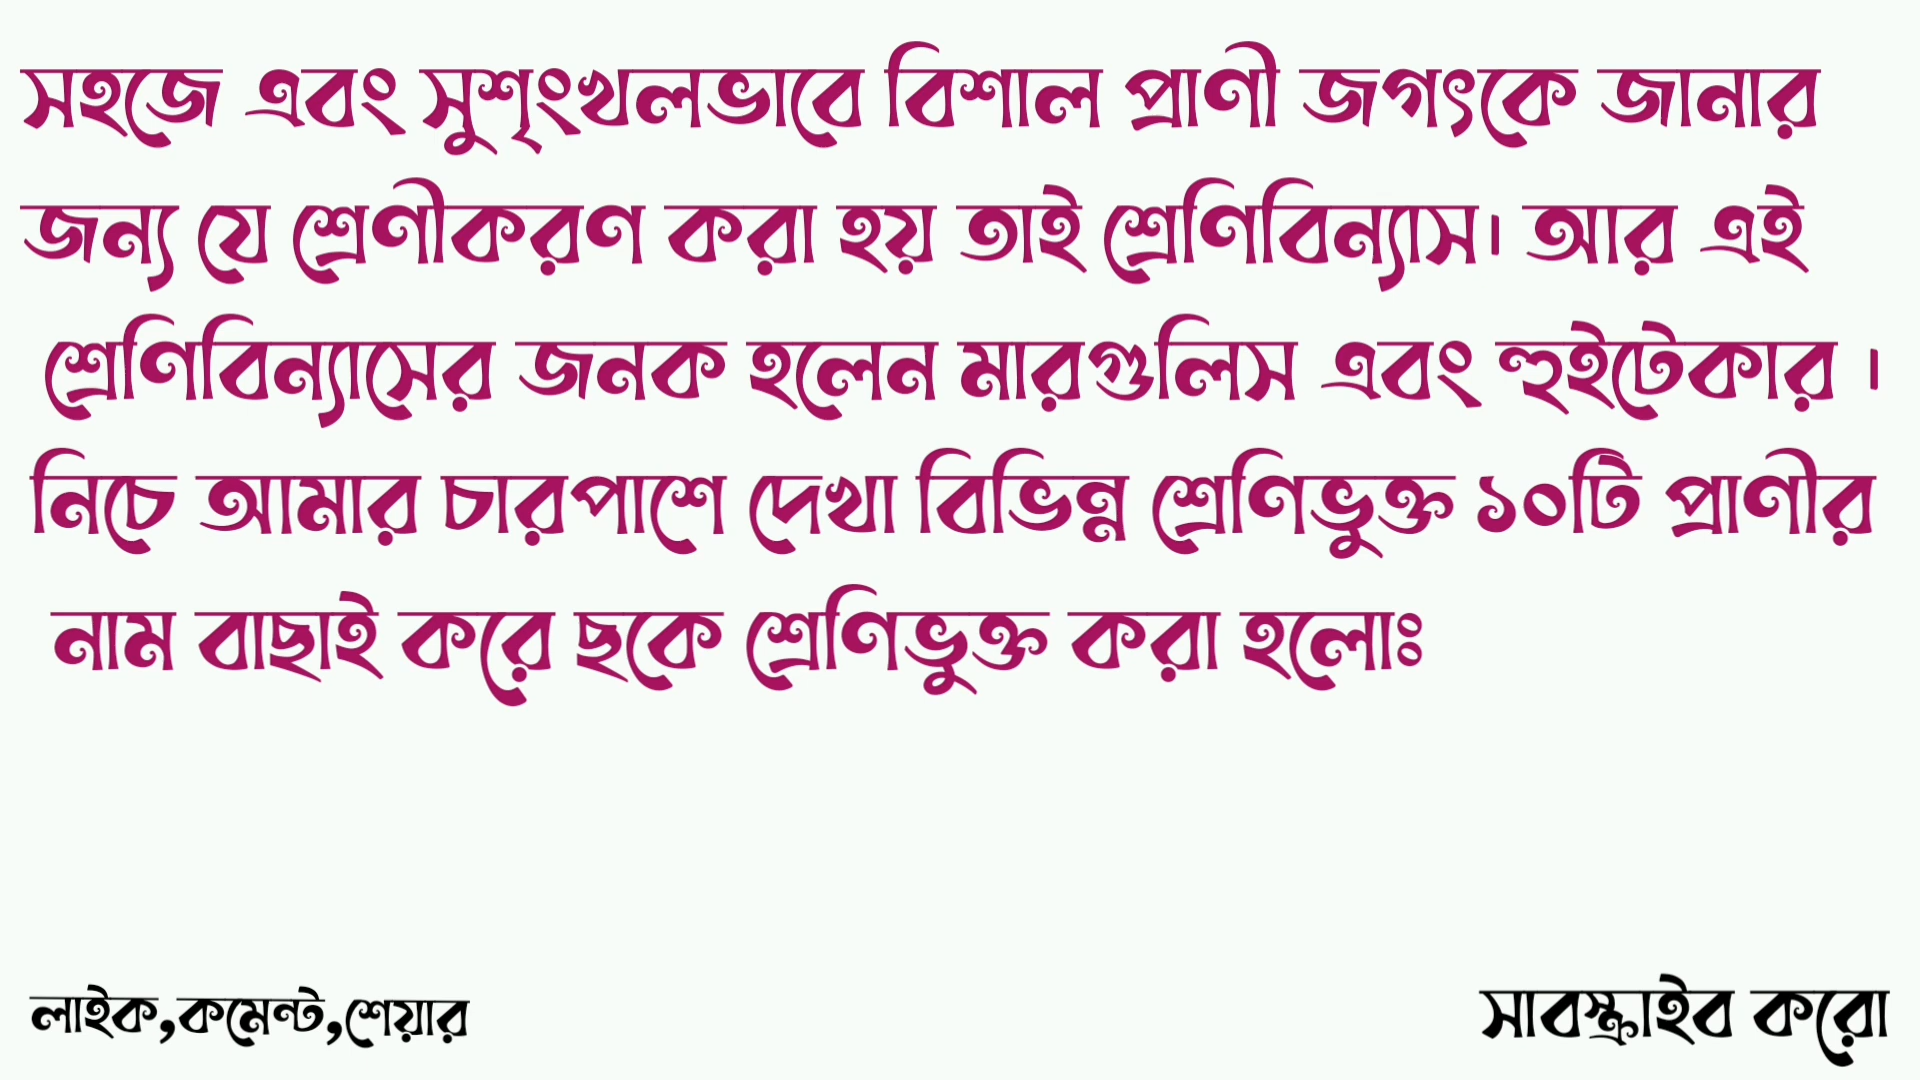 সহজে এবং সুশৃংখলভাবে বিশাল প্রাণী জগৎকে জানার
জন্য যে শ্রেণীকরণ করা হয় তাই শ্রেণিবিন্যাস। আর এই
শ্রেণিবিন্যাসের জনক হলেন মারগুলিস এবং হুইটেকার ।
নিচে আমার চারপাশে দেখা বিভিন্ন শ্রেণিভুক্ত ১০টি প্রাণীর
নাম বাছাই করে ছকে শ্রেণিভুক্ত করা হলোঃ
লাইক,কমেন্ট,শেয়ার
সাবস্ক্রাইব করো